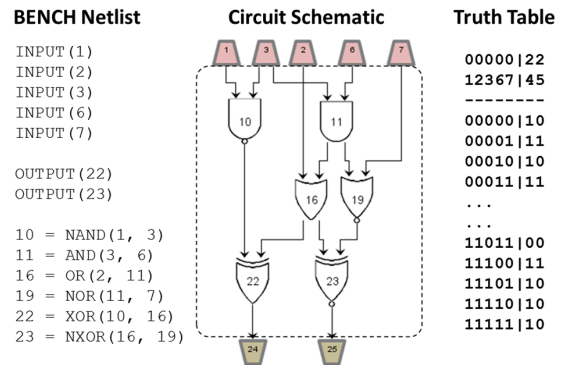 BENCH Netlist
INPUT(1)
INPUT(2)
INPUT(3)
INPUT(6)
INPUT(7)
OUTPUT(22)
OUTPUT(23)
10 = NAND(1, 3)
11 = AND(3, 6)
16 = OR(2, 11)
19 = NOR(11, 7)
22 = XOR(10, 16)
23 = NXOR(16, 19)
Circuit Schematic
1 3 2 6 7
10 11
16 19
22 23
24 25
Truth Table
00000|22
12367|45
---------
00000|10
00001|11
00010|10
00011|11
...
...
11011|00
11100|11
11101|10
11110|10
11111|10